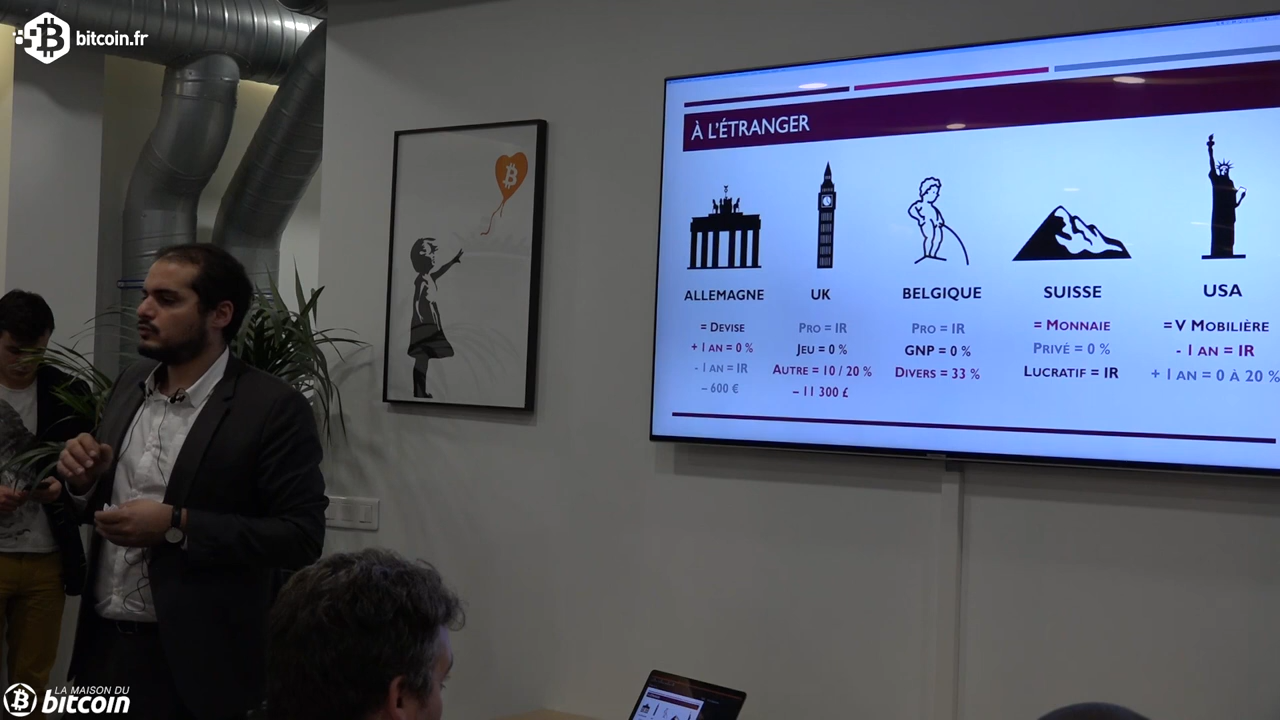 bitcoin.fr
À L'ÉTRANGER
ALLEMAGNE
= DEVISE
+ 1 AN = 0 %
- 1 AN = IR
– 600 €
UK
PRO = IR
JEU = 0 %
AUTRE = 10 / 20 %
– 11 300 £
BELGIQUE
PRO = IR
GNP = 0 %
DIVERS = 33 %
SUISSE
= MONNAIE
PRIVÉ = 0 %
LUCRATIF = IR
USA
= V MOBILIÈRE
- 1 AN = IR
+ 1 AN = 0 À 20 %
LA MAISON DU
bitcoin